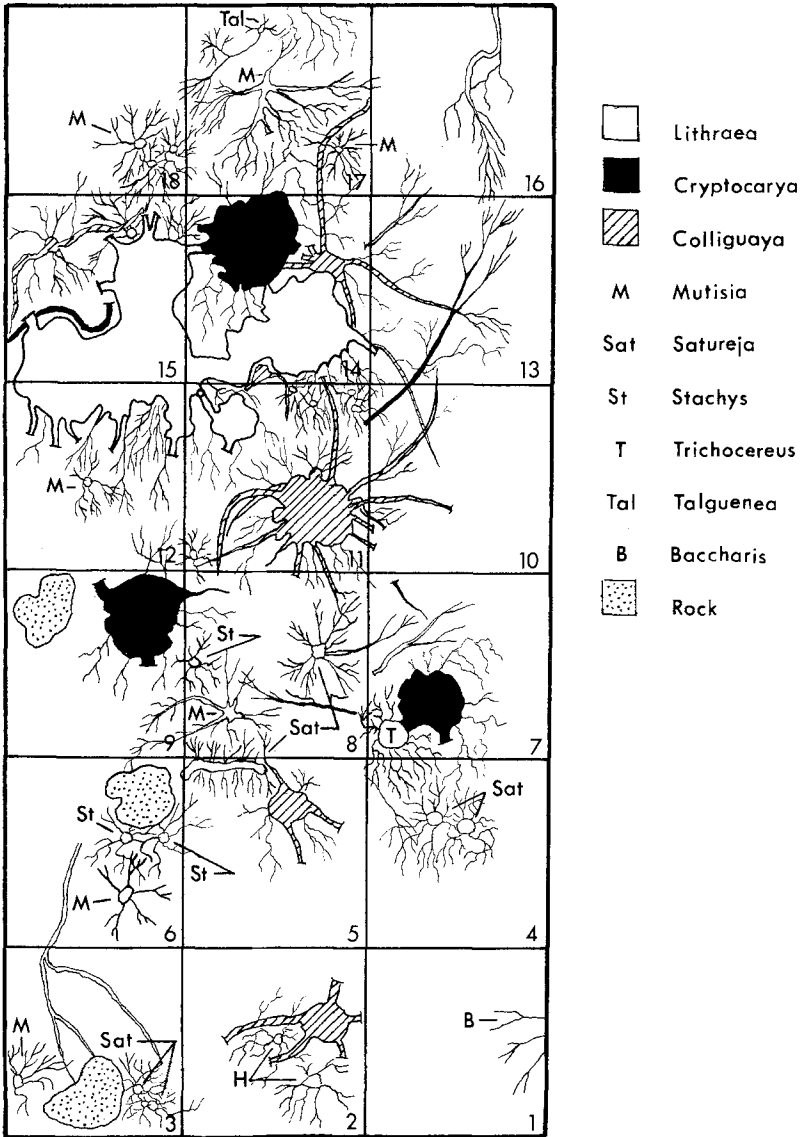 Tal
M
M
M
18
17
16
15
14
13
M
12
11
10
St
M
Sat
9
8
T
7
Sat
St
St
M
6
5
4
M
Sat
B
H
3
2
1
Lithraea
Cryptocarya
Colliguaya
M Mutisia
Sat Satureja
St Stachys
T Trichocereus
Tal Talguenea
B Baccharis
Rock